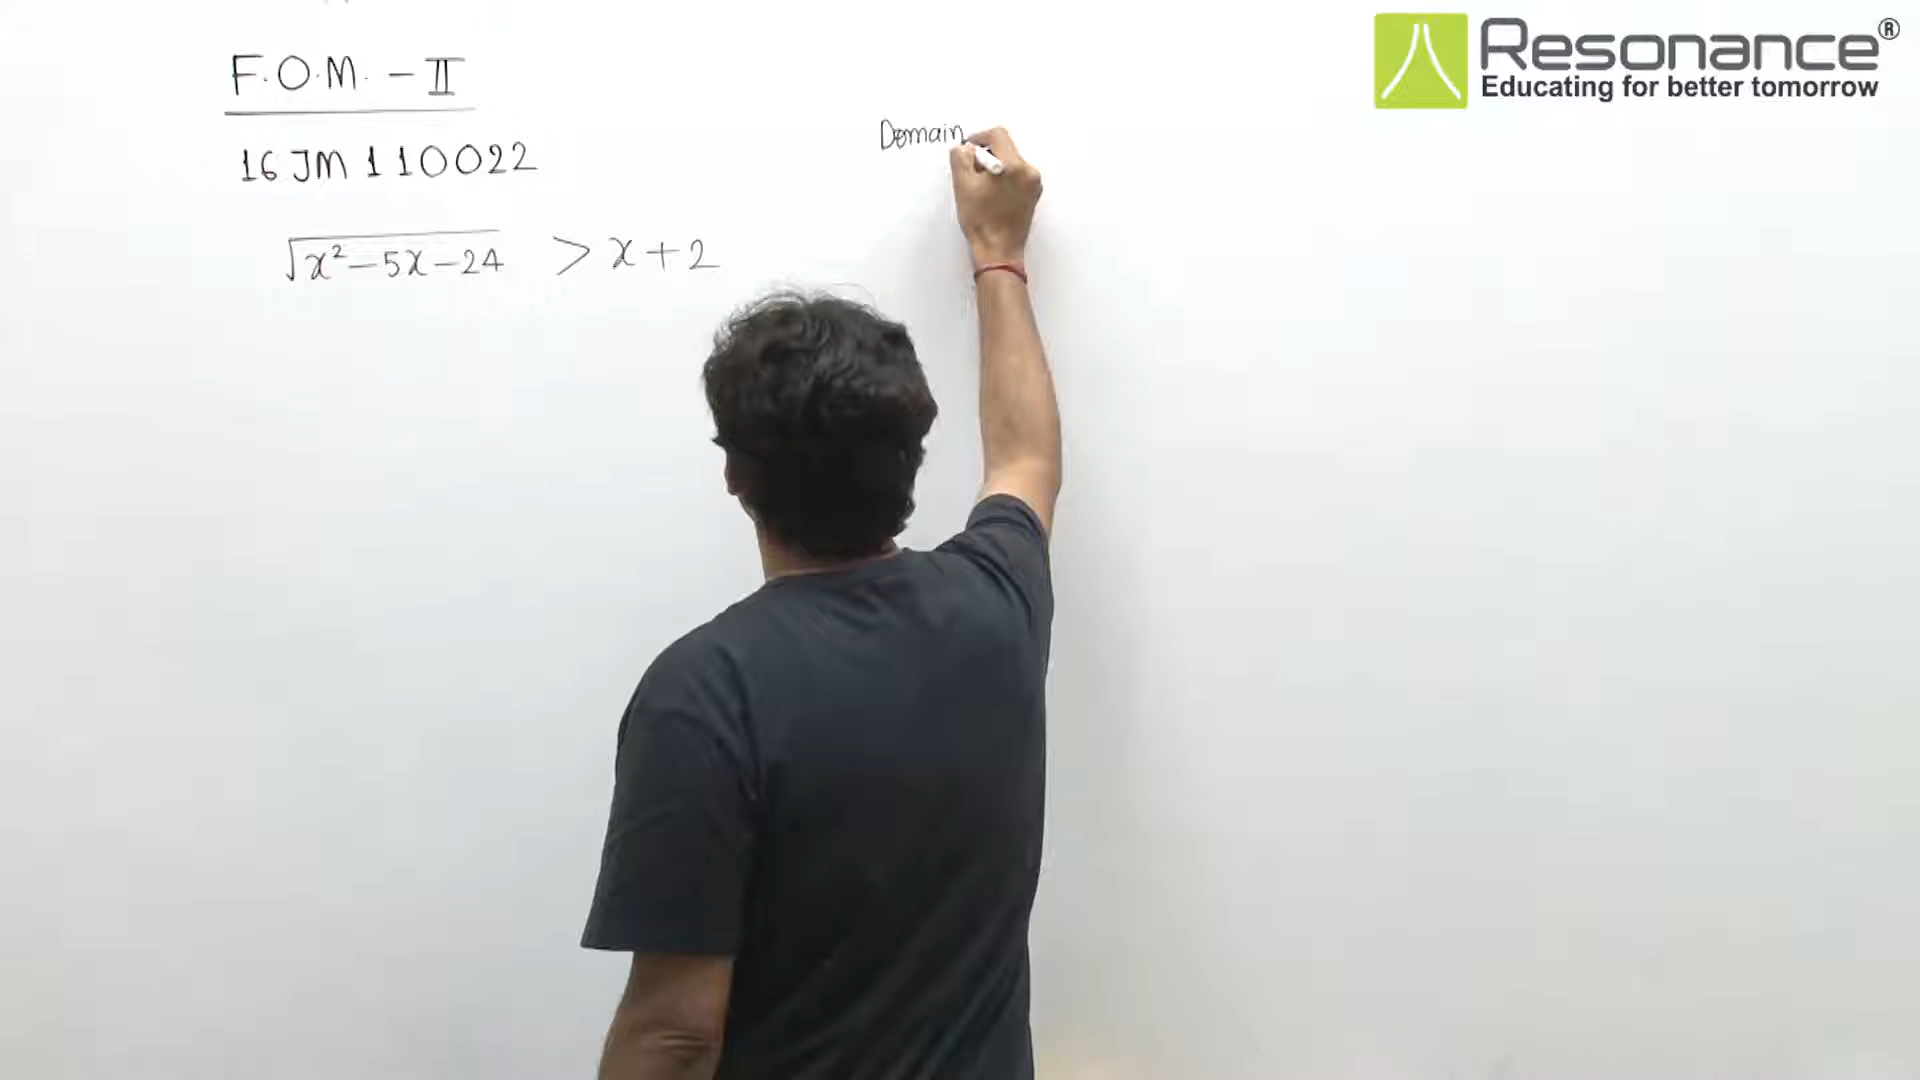 F.O.M. – II
16JM110022
√x²–5x–24 > x+2
Domain
Resonance®
Educating for better tomorrow